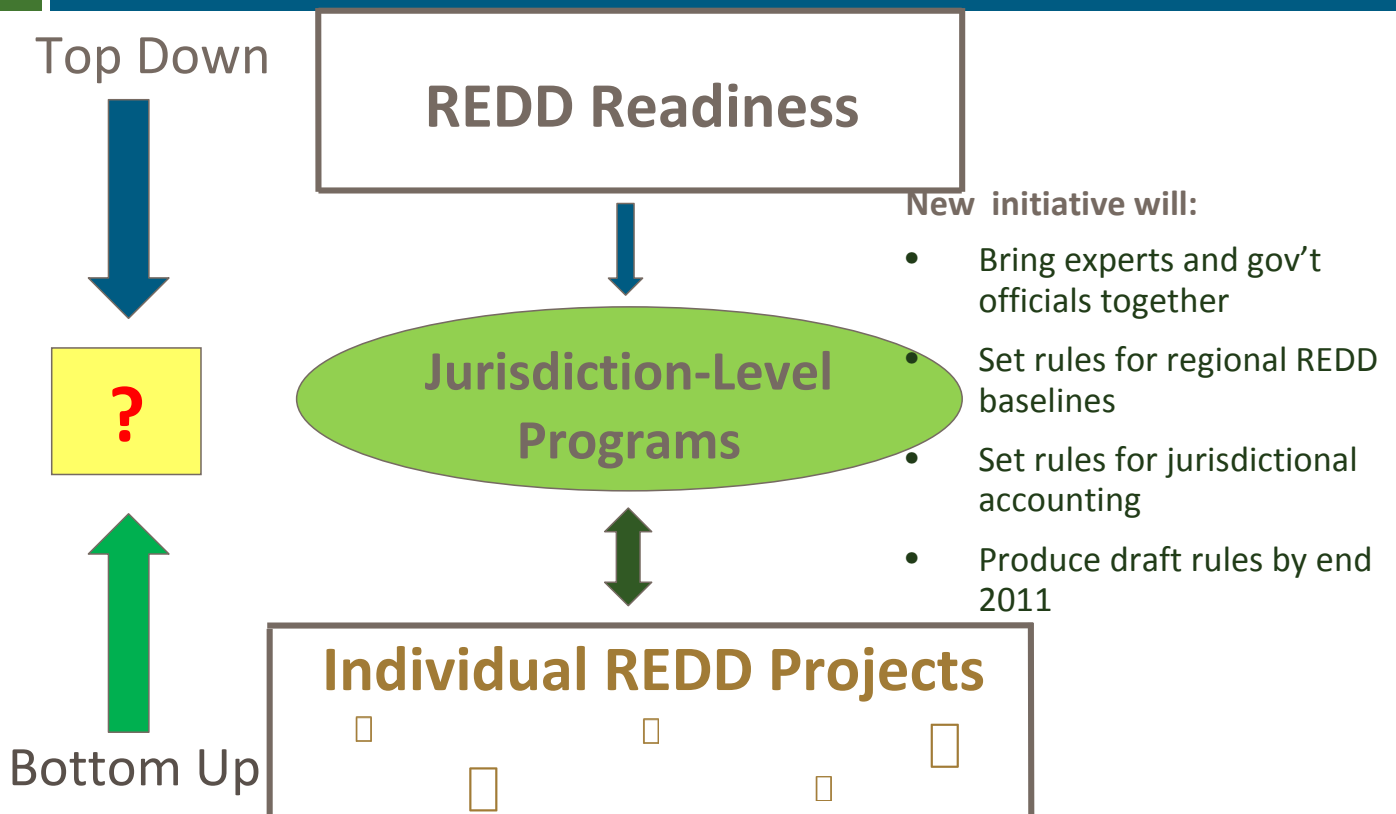 Top Down
REDD Readiness
New  initiative will:
• Bring experts and gov’t
officials together
• Set rules for regional REDD
baselines
• Set rules for jurisdictional
accounting
• Produce draft rules by end
2011
?
Jurisdiction-Level
Programs
Individual REDD Projects
Bottom Up